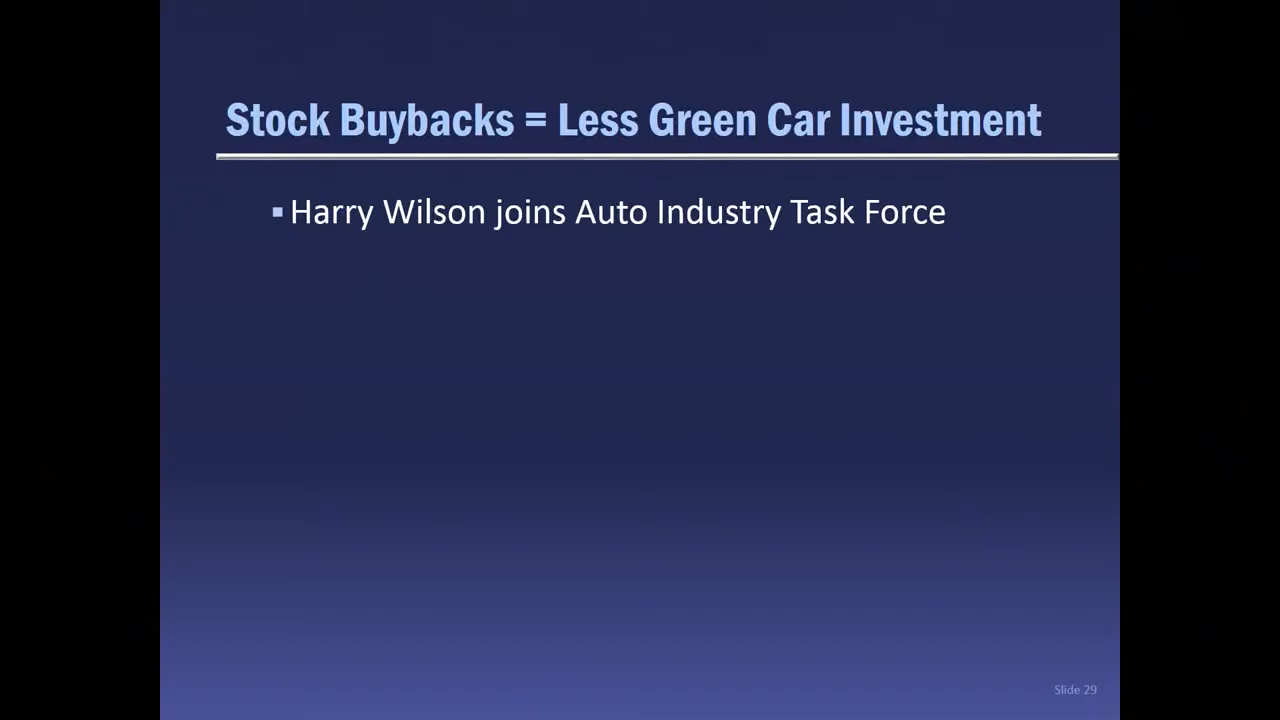 Stock Buybacks = Less Green Car Investment
▪ Harry Wilson joins Auto Industry Task Force
Slide 29